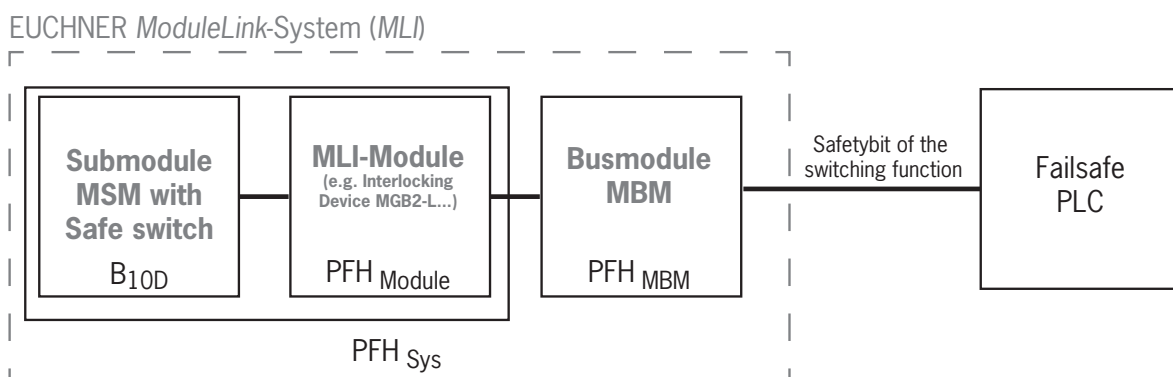 EUCHNER ModuleLink-System (MLI)
Submodule
MSM with
Safe switch
B10D
MLI-Module
(e.g. Interlocking
Device MGB2-L...)
PFH Module
Busmodule
MBM
PFH MBM
Safetybit of the
switching function
Failsafe
PLC
PFH Sys